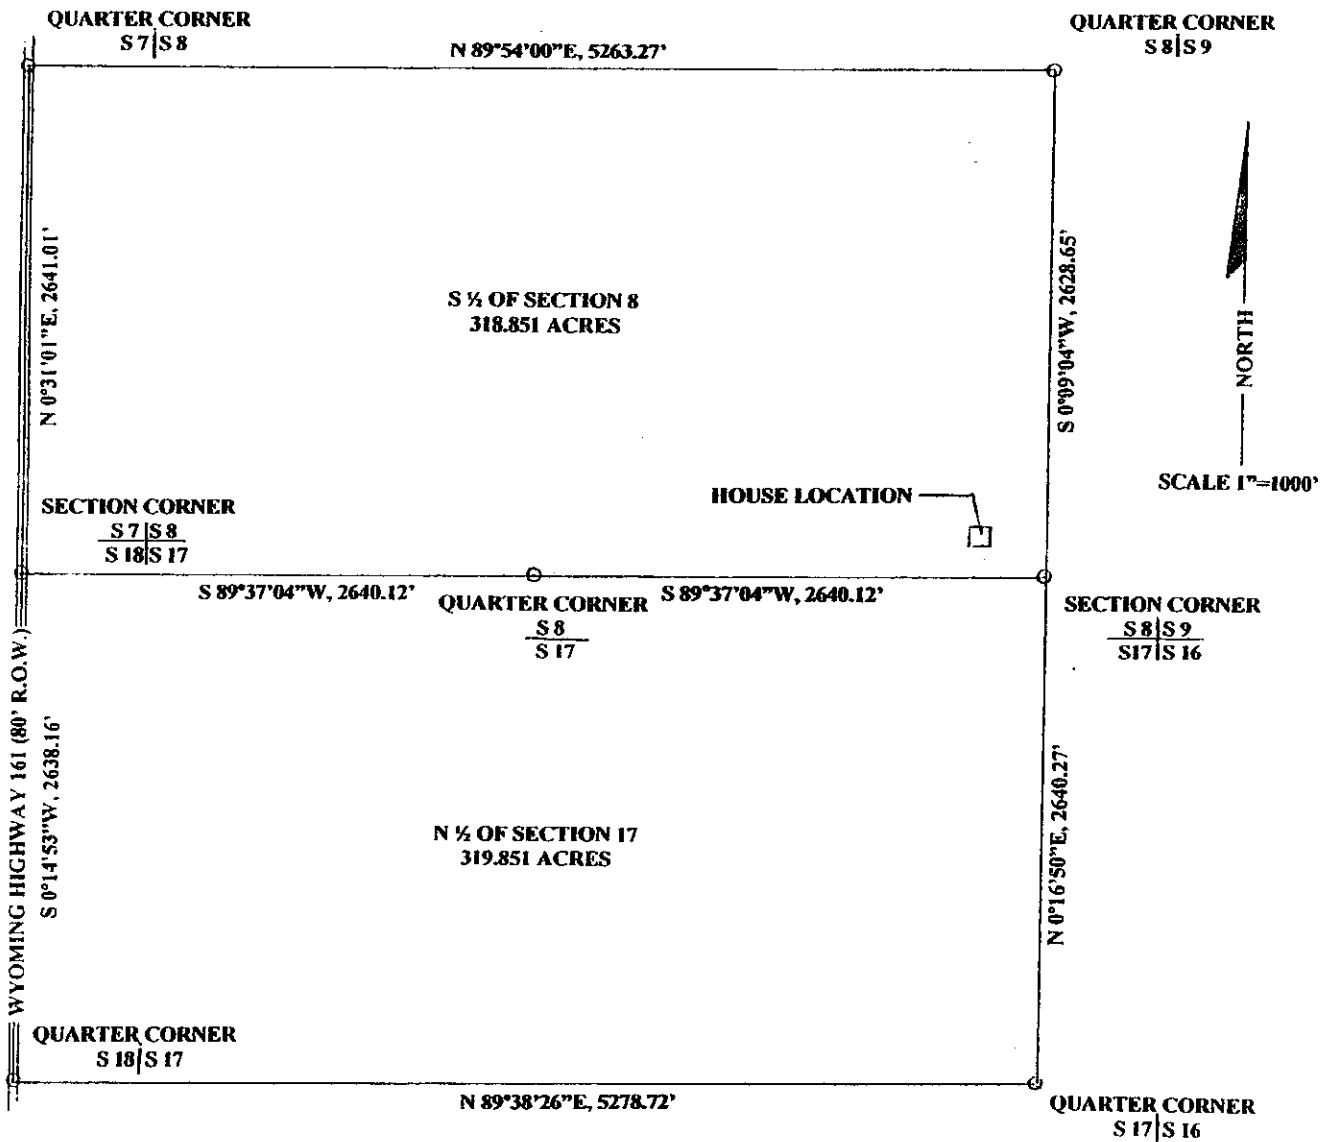 QUARTER CORNER
S 7|S 8
N 89°54'00"E, 5263.27'
QUARTER CORNER
S 8|S 9
N 0°31'01"E, 2641.01'
S ½ OF SECTION 8
318.851 ACRES
S 0°09'04"W, 2628.65'
NORTH
SCALE 1"=1000'
HOUSE LOCATION
SECTION CORNER
S 7|S 8
S 18|S 17
S 89°37'04"W, 2640.12'
QUARTER CORNER
S 8
S 17
S 89°37'04"W, 2640.12'
SECTION CORNER
S 8|S 9
S17|S 16
WYOMING HIGHWAY 161 (80' R.O.W.)
S 0°14'53"W, 2638.16'
N ½ OF SECTION 17
319.851 ACRES
N 0°16'50"E, 2640.27'
QUARTER CORNER
S 18|S 17
N 89°38'26"E, 5278.72'
QUARTER CORNER
S 17|S 16